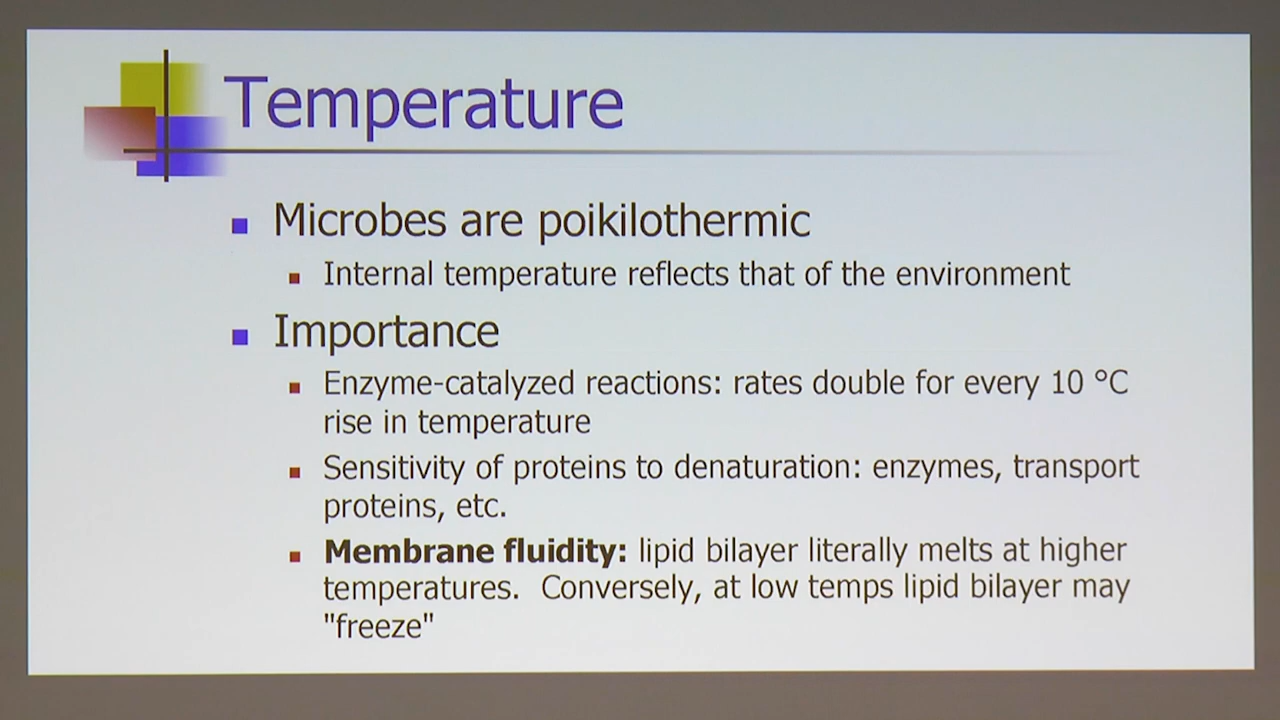 Temperature
Microbes are poikilothermic
Internal temperature reflects that of the environment
Importance
Enzyme-catalyzed reactions: rates double for every 10 °C
rise in temperature
Sensitivity of proteins to denaturation: enzymes, transport
proteins, etc.
Membrane fluidity: lipid bilayer literally melts at higher
temperatures.  Conversely, at low temps lipid bilayer may
"freeze"